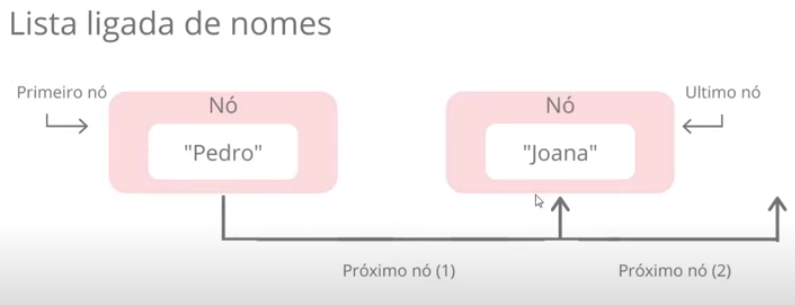 Lista ligada de nomes
Primeiro nó
Nó
Nó
Ultimo nó
"Pedro"
"Joana"
Próximo nó (1)
Próximo nó (2)